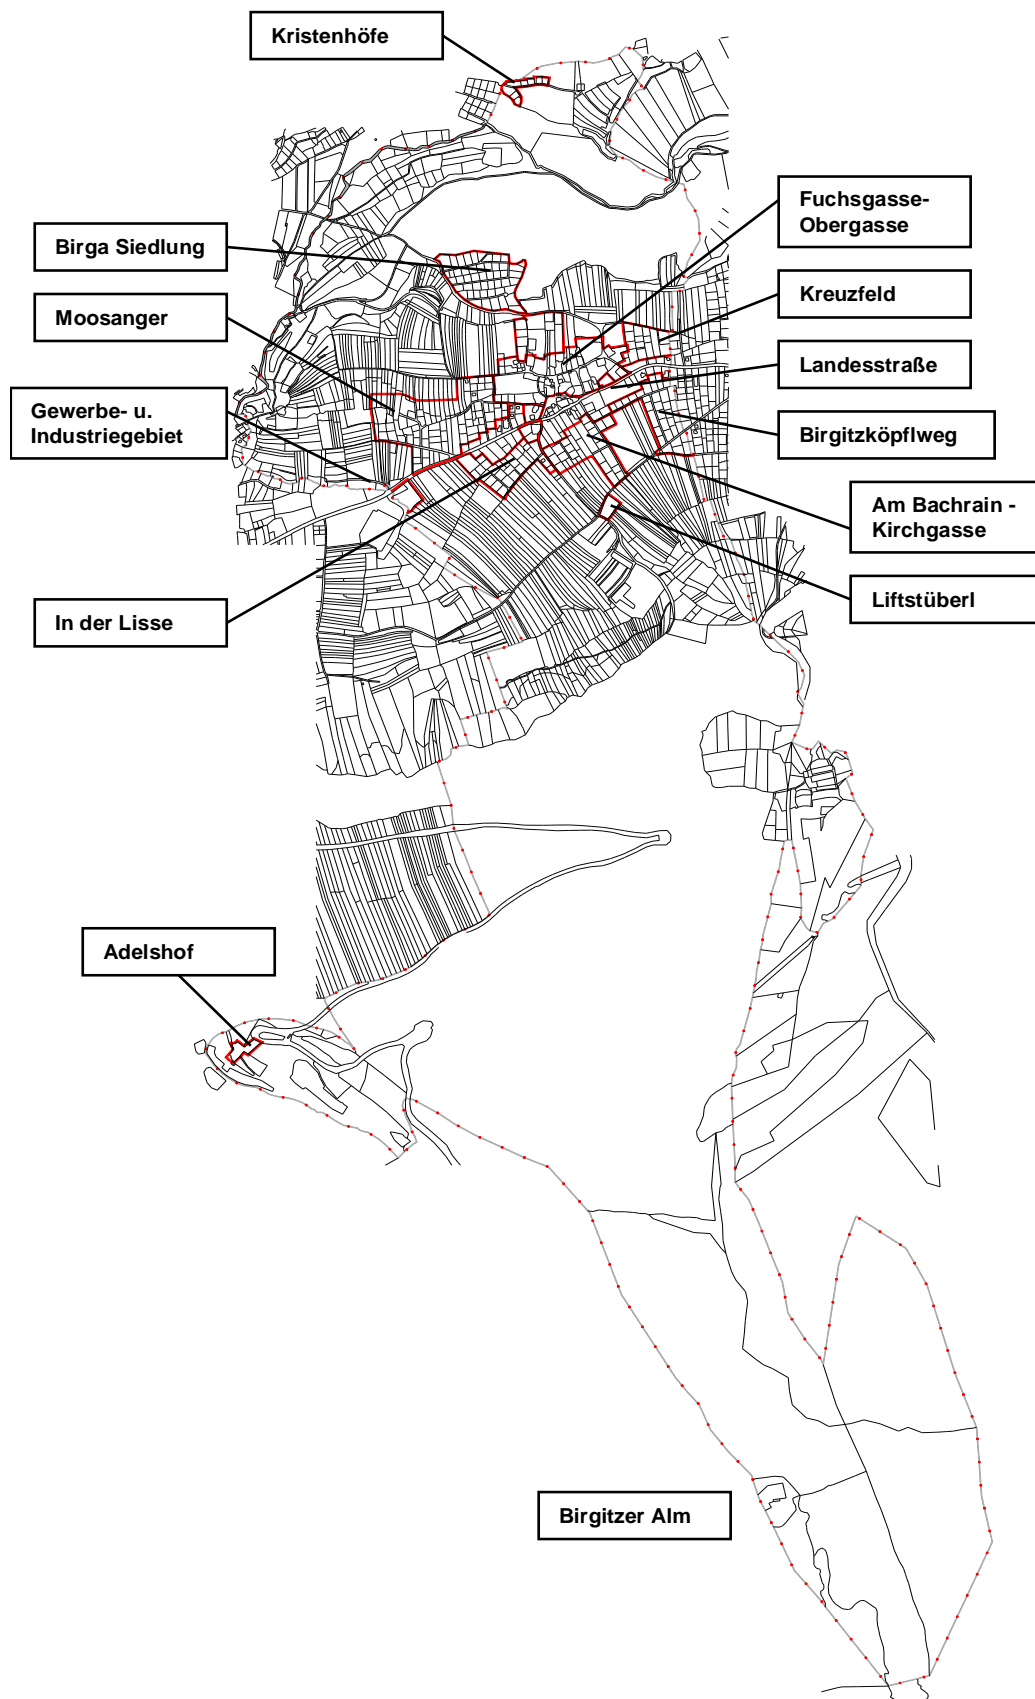 Kristenhöfe
Fuchsgasse-
Obergasse
Birga Siedlung
Kreuzfeld
Moosanger
Landesstraße
Gewerbe- u.
Industriegebiet
Birgitzköpflweg
Am Bachrain -
Kirchgasse
In der Lisse
Liftstüberl
Adelshof
Birgitzer Alm